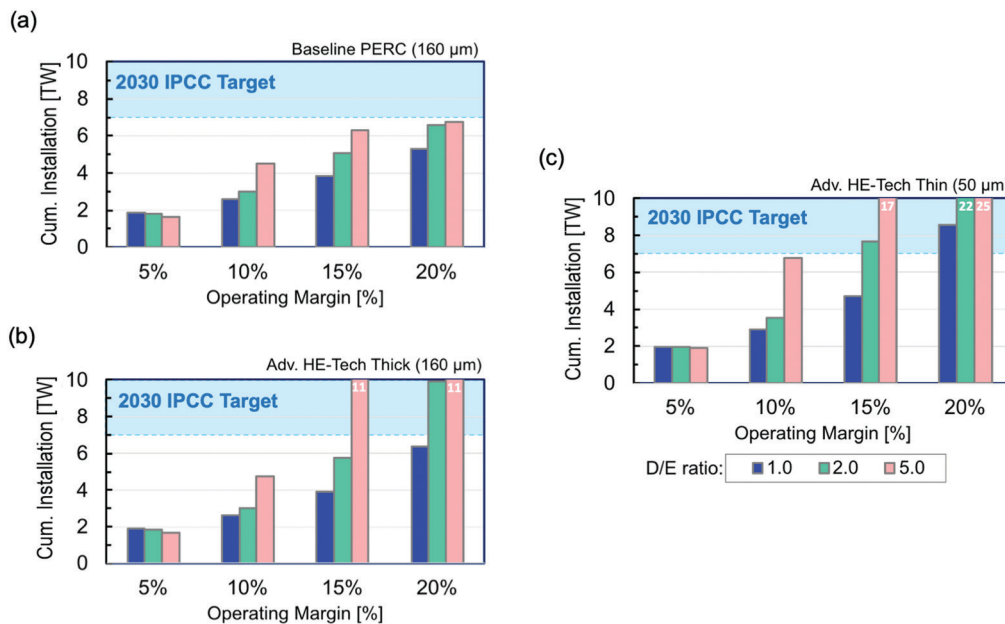 (a)
Baseline PERC (160 μm)
2030 IPCC Target
Cum. Installation [TW]
10
8
6
4
2
0
5% 10% 15% 20%
Operating Margin [%]
(b)
Adv. HE-Tech Thick (160 μm)
2030 IPCC Target
Cum. Installation [TW]
10
8
6
4
2
0
11 11
5% 10% 15% 20%
Operating Margin [%]
(c)
Adv. HE-Tech Thin (50 μm
2030 IPCC Target
Cum. Installation [TW]
10
8
6
4
2
0
17 22 25
5% 10% 15% 20%
Operating Margin [%]
D/E ratio: 1.0 2.0 5.0